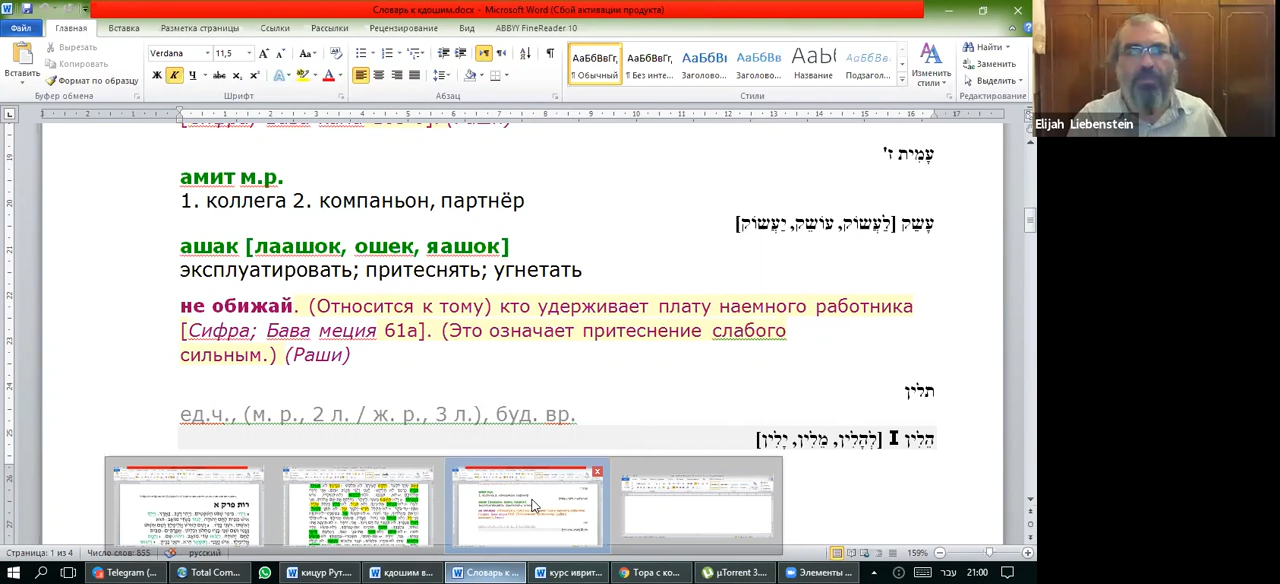 Словарь к кдошим.docx - Microsoft Word (Сбой активации продукта)
Файл Главная Вставка Разметка страницы Ссылки Рассылки Рецензирование Вид ABBYY FineReader 10
Вставить Вырезать Копировать Формат по образцу
Verdana 11,5
АаБбВвГг, АаБбВвГг, АаБбВ АаБбВв АаБ АаБбВв.
¶ Обычный ¶ Без инте... Заголово... Заголово... Название Подзагол...
Изменить стили
Найти Заменить Выделить
Буфер обмена Шрифт Абзац Стили Редактирование
Elijah Liebenstein
עָמִית ז'
амит м.р.
1. коллега 2. компаньон, партнёр
עָשַׁק [לַעֲשׁוֹק, עוֹשֵׁק, יַעֲשׁוֹק]
ашак [лаашок, ошек, яашок]
эксплуатировать; притеснять; угнетать
не обижай. (Относится к тому) кто удерживает плату наемного работника
[Сифра; Бава меция 61а]. (Это означает притеснение слабого
сильным.) (Раши)
תלין
ед.ч., (м. р., 2 л. / ж. р., 3 л.), буд. вр.
הֵלִין I [לְהָלִין, מֵלִין, יָלִין]
רות פרק א
Страница: 1 из 4 Число слов: 855 русский 159%
Telegram (... Total Com... кицур Рут.... кдошим в... Словарь к ... курс иврит... Тора с ко... µTorrent 3.... Элементы ... עבר 21:00